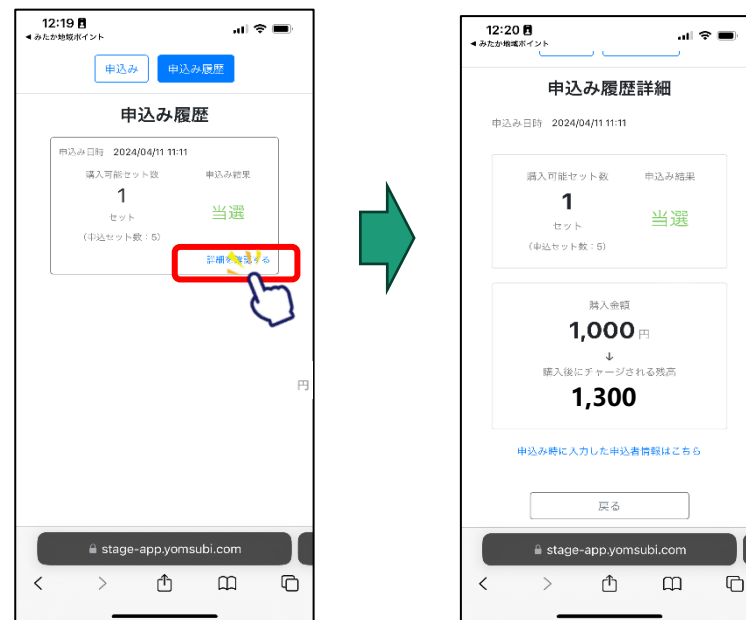 12:19
◀ みたか地域ポイント
申込み
申込み履歴
申込み履歴
申込み日時 2024/04/11 11:11
購入可能セット数 申込み結果
1
セット
当選
(申込セット数：5)
詳細を確認する
円
stage-app.yomsubi.com
12:20
◀ みたか地域ポイント
申込み履歴詳細
申込み日時 2024/04/11 11:11
購入可能セット数 申込み結果
1
セット
当選
(申込セット数：5)
購入金額
1,000 円
↓
購入後にチャージされる残高
1,300
申込み時に入力した申込者情報はこちら
戻る
stage-app.yomsubi.com